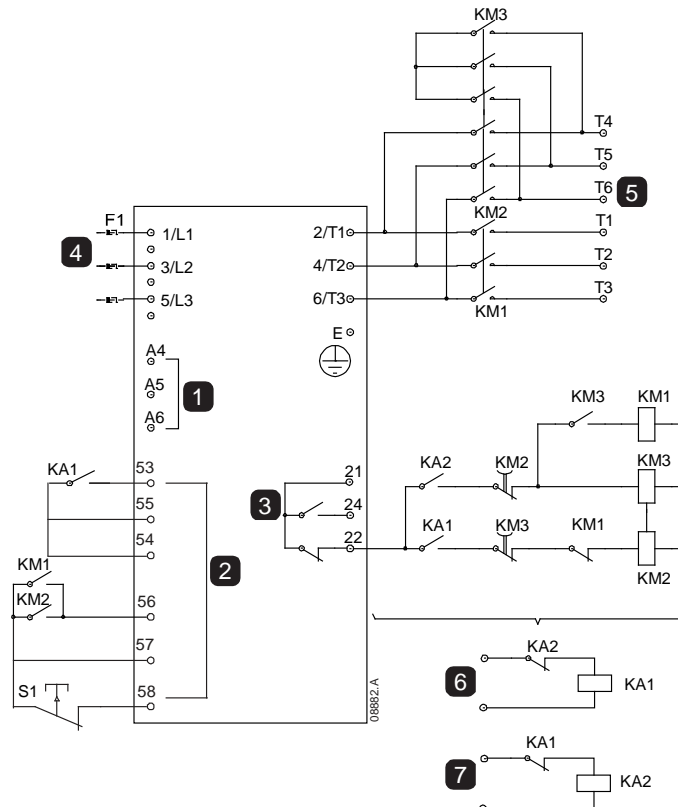 KM3
T4
T5
T6 5
KM2
F1
1/L1 2/T1 T1
4
3/L2 4/T2 T2
5/L3 6/T3 T3
KM1
E
A4
A5 1
A6
KM3 KM1
KA1 53 21 KA2 KM2 KM3
55 3 24
54 22 KA1 KM3 KM1
2
KM1
KM2 56 KM2
57
S1 58
08882.A
6 KA2
KA1
7 KA1
KA2